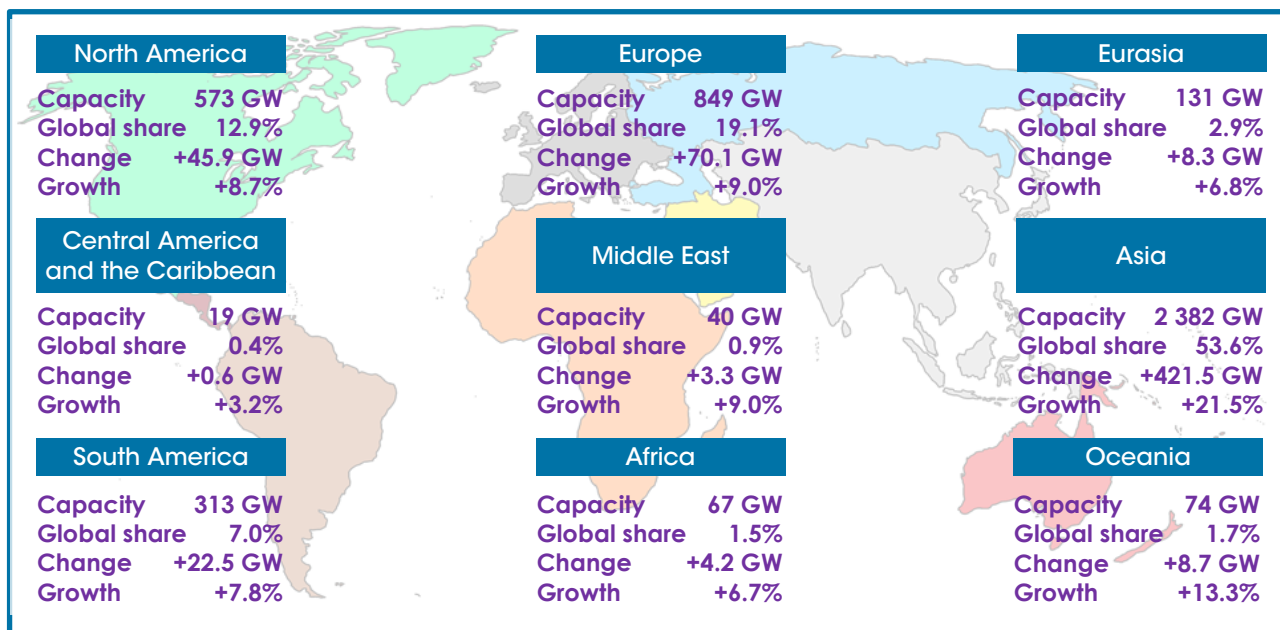 North America
Capacity 573 GW
Global share 12.9%
Change +45.9 GW
Growth +8.7%
Europe
Capacity 849 GW
Global share 19.1%
Change +70.1 GW
Growth +9.0%
Eurasia
Capacity 131 GW
Global share 2.9%
Change +8.3 GW
Growth +6.8%
Central America
and the Caribbean
Capacity 19 GW
Global share 0.4%
Change +0.6 GW
Growth +3.2%
Middle East
Capacity 40 GW
Global share 0.9%
Change +3.3 GW
Growth +9.0%
Asia
Capacity 2 382 GW
Global share 53.6%
Change +421.5 GW
Growth +21.5%
South America
Capacity 313 GW
Global share 7.0%
Change +22.5 GW
Growth +7.8%
Africa
Capacity 67 GW
Global share 1.5%
Change +4.2 GW
Growth +6.7%
Oceania
Capacity 74 GW
Global share 1.7%
Change +8.7 GW
Growth +13.3%